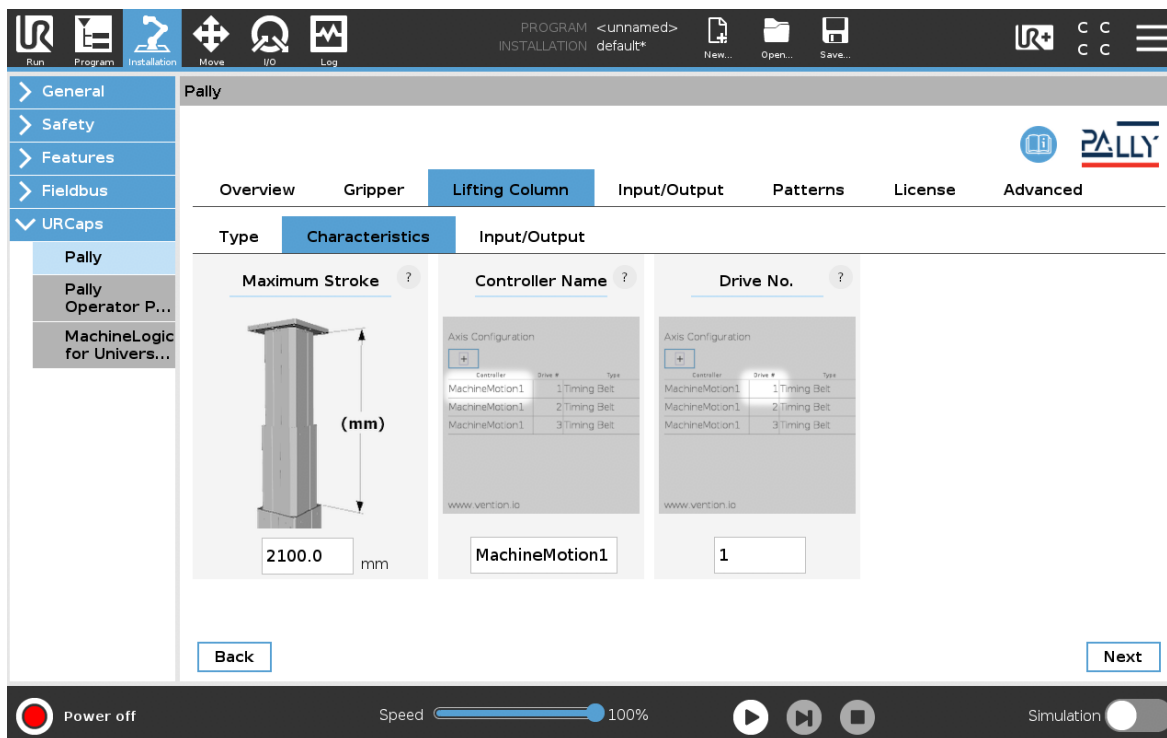 PROGRAM <unnamed>
INSTALLATION default*
UR
UR+
C C
C C
Run
Program
Installation
Move
I/O
Log
New...
Open...
Save...
General
Safety
Features
Fieldbus
URCaps
Pally
Pally
Operator P...
MachineLogic
for Univers...
Pally
PALLY
Overview
Gripper
Lifting Column
Input/Output
Patterns
License
Advanced
Type
Characteristics
Input/Output
Maximum Stroke ?
(mm)
2100.0 mm
Controller Name ?
Axis Configuration
+
Controller Drive # Type
MachineMotion1 1 Timing Belt
MachineMotion1 2 Timing Belt
MachineMotion1 3 Timing Belt
www.vention.io
MachineMotion1
Drive No. ?
Axis Configuration
+
Controller Drive # Type
MachineMotion1 1 Timing Belt
MachineMotion1 2 Timing Belt
MachineMotion1 3 Timing Belt
www.vention.io
1
Back
Next
Power off
Speed 100%
Simulation